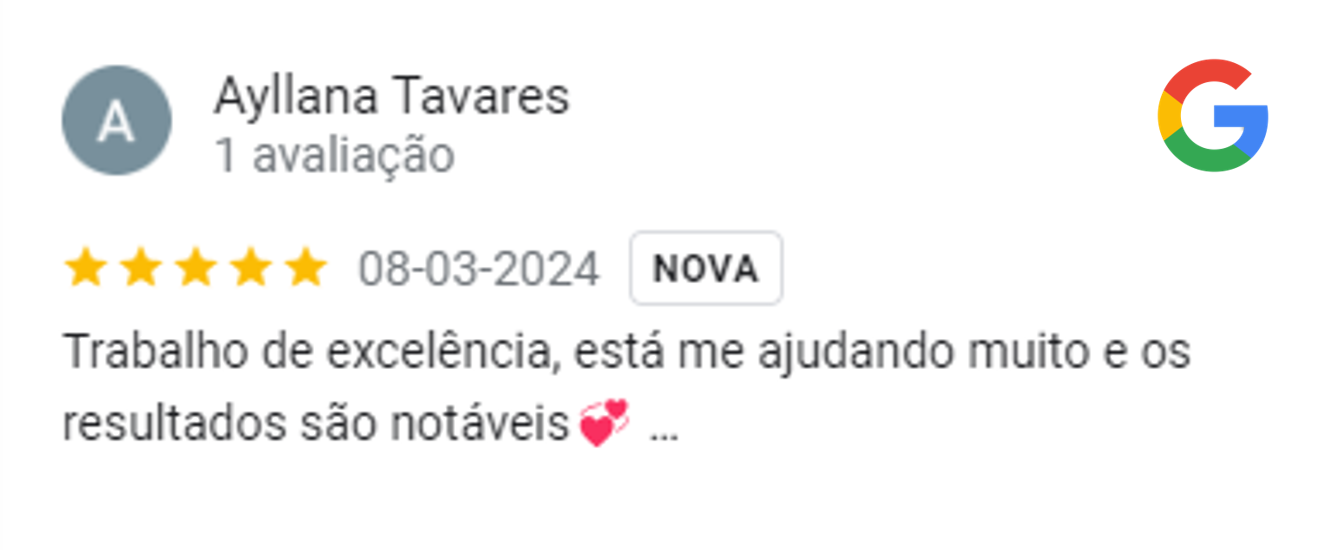 A
Ayllana Tavares
1 avaliação
08-03-2024 NOVA
Trabalho de excelência, está me ajudando muito e os
resultados são notáveis💞 ...